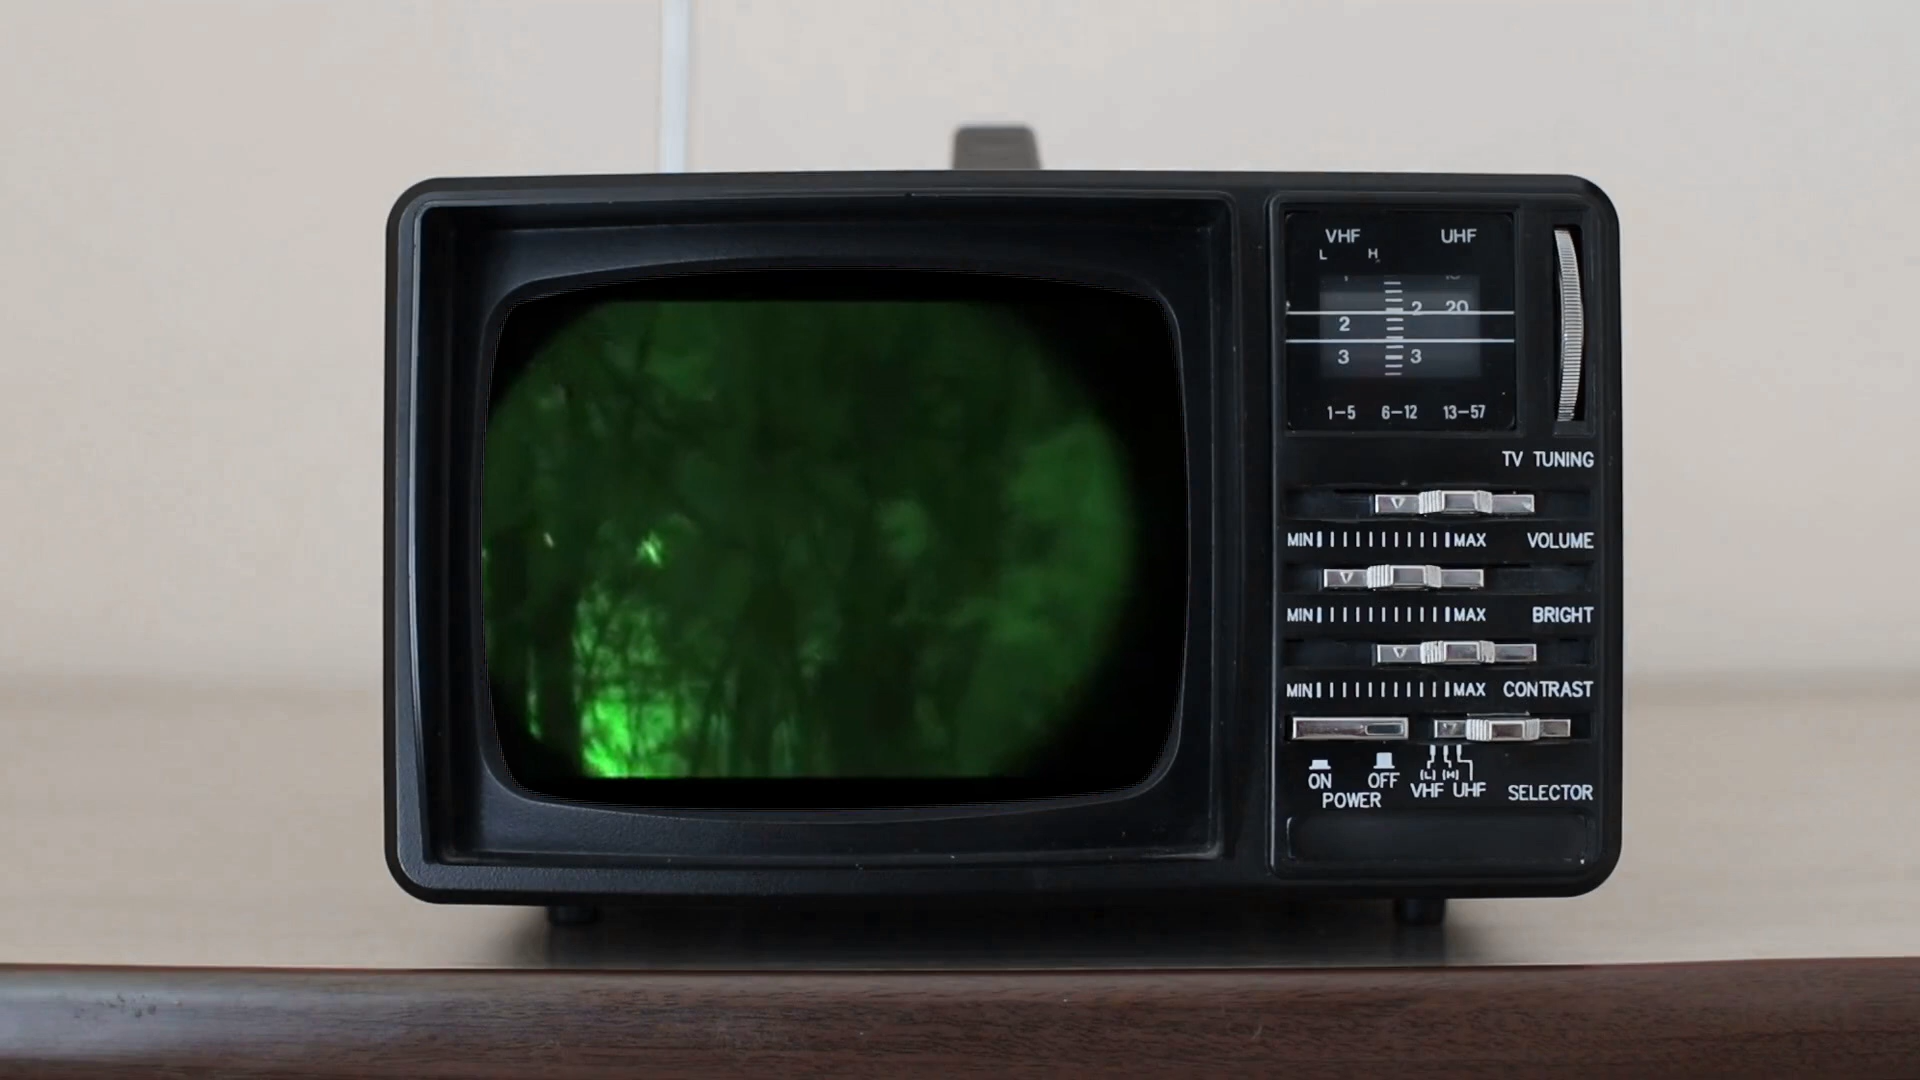 VHF UHF
L H
2 20
2
3 3
1-5 6-12 13-57
TV TUNING
MIN MAX VOLUME
MIN MAX BRIGHT
MIN MAX CONTRAST
ON OFF (L) (H)
POWER VHF UHF SELECTOR